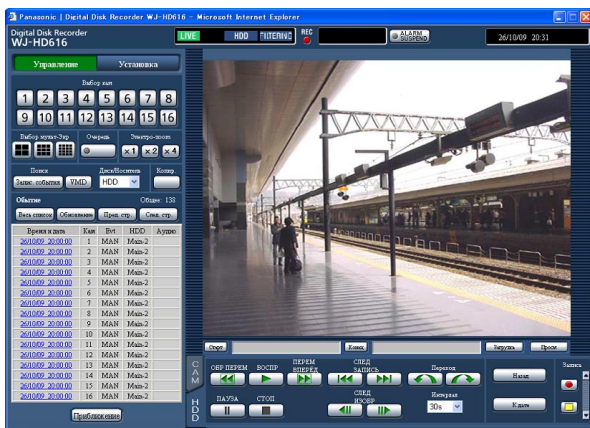 Panasonic | Digital Disk Recorder WJ-HD616 - Microsoft Internet Explorer
Digital Disk Recorder
WJ-HD616
LIVE HDD FILTERING REC ALARM SUSPEND 26/10/09 20:31
Управление Установка
Выбор кам
1 2 3 4 5 6 7 8
9 10 11 12 13 14 15 16
Выбор мульт-Экр Очередь Электро-зоом
x1 x2 x4
Поиск Диск/Носитель Копир.
Запис. события VMD HDD
Обытие Общее: 138
Весь список Обновление Пред. стр. След. стр.
Время и дата Кам Evt HDD Аудио
26/10/09 20:00:00 1 MAN Main-2
26/10/09 20:00:00 2 MAN Main-2
26/10/09 20:00:00 3 MAN Main-2
26/10/09 20:00:00 4 MAN Main-2
26/10/09 20:00:00 5 MAN Main-2
26/10/09 20:00:00 6 MAN Main-2
26/10/09 20:00:00 7 MAN Main-2
26/10/09 20:00:00 8 MAN Main-2
26/10/09 20:00:00 9 MAN Main-2
26/10/09 20:00:00 10 MAN Main-2
26/10/09 20:00:00 11 MAN Main-2
26/10/09 20:00:00 12 MAN Main-2
26/10/09 20:00:00 13 MAN Main-2
26/10/09 20:00:00 14 MAN Main-2
26/10/09 20:00:00 15 MAN Main-2
26/10/09 20:00:00 16 MAN Main-2
Приближение
Старт Конец Выгрузка Просм
CAM
HDD
ОБР ПЕРЕМ ВОСПР ПЕРЕМ ВПЕРЁД СЛЕД ЗАПИСЬ Переход Назад Запись
ПАУЗА СТОП СЛЕД ИЗОБР Интервал
30s К дате